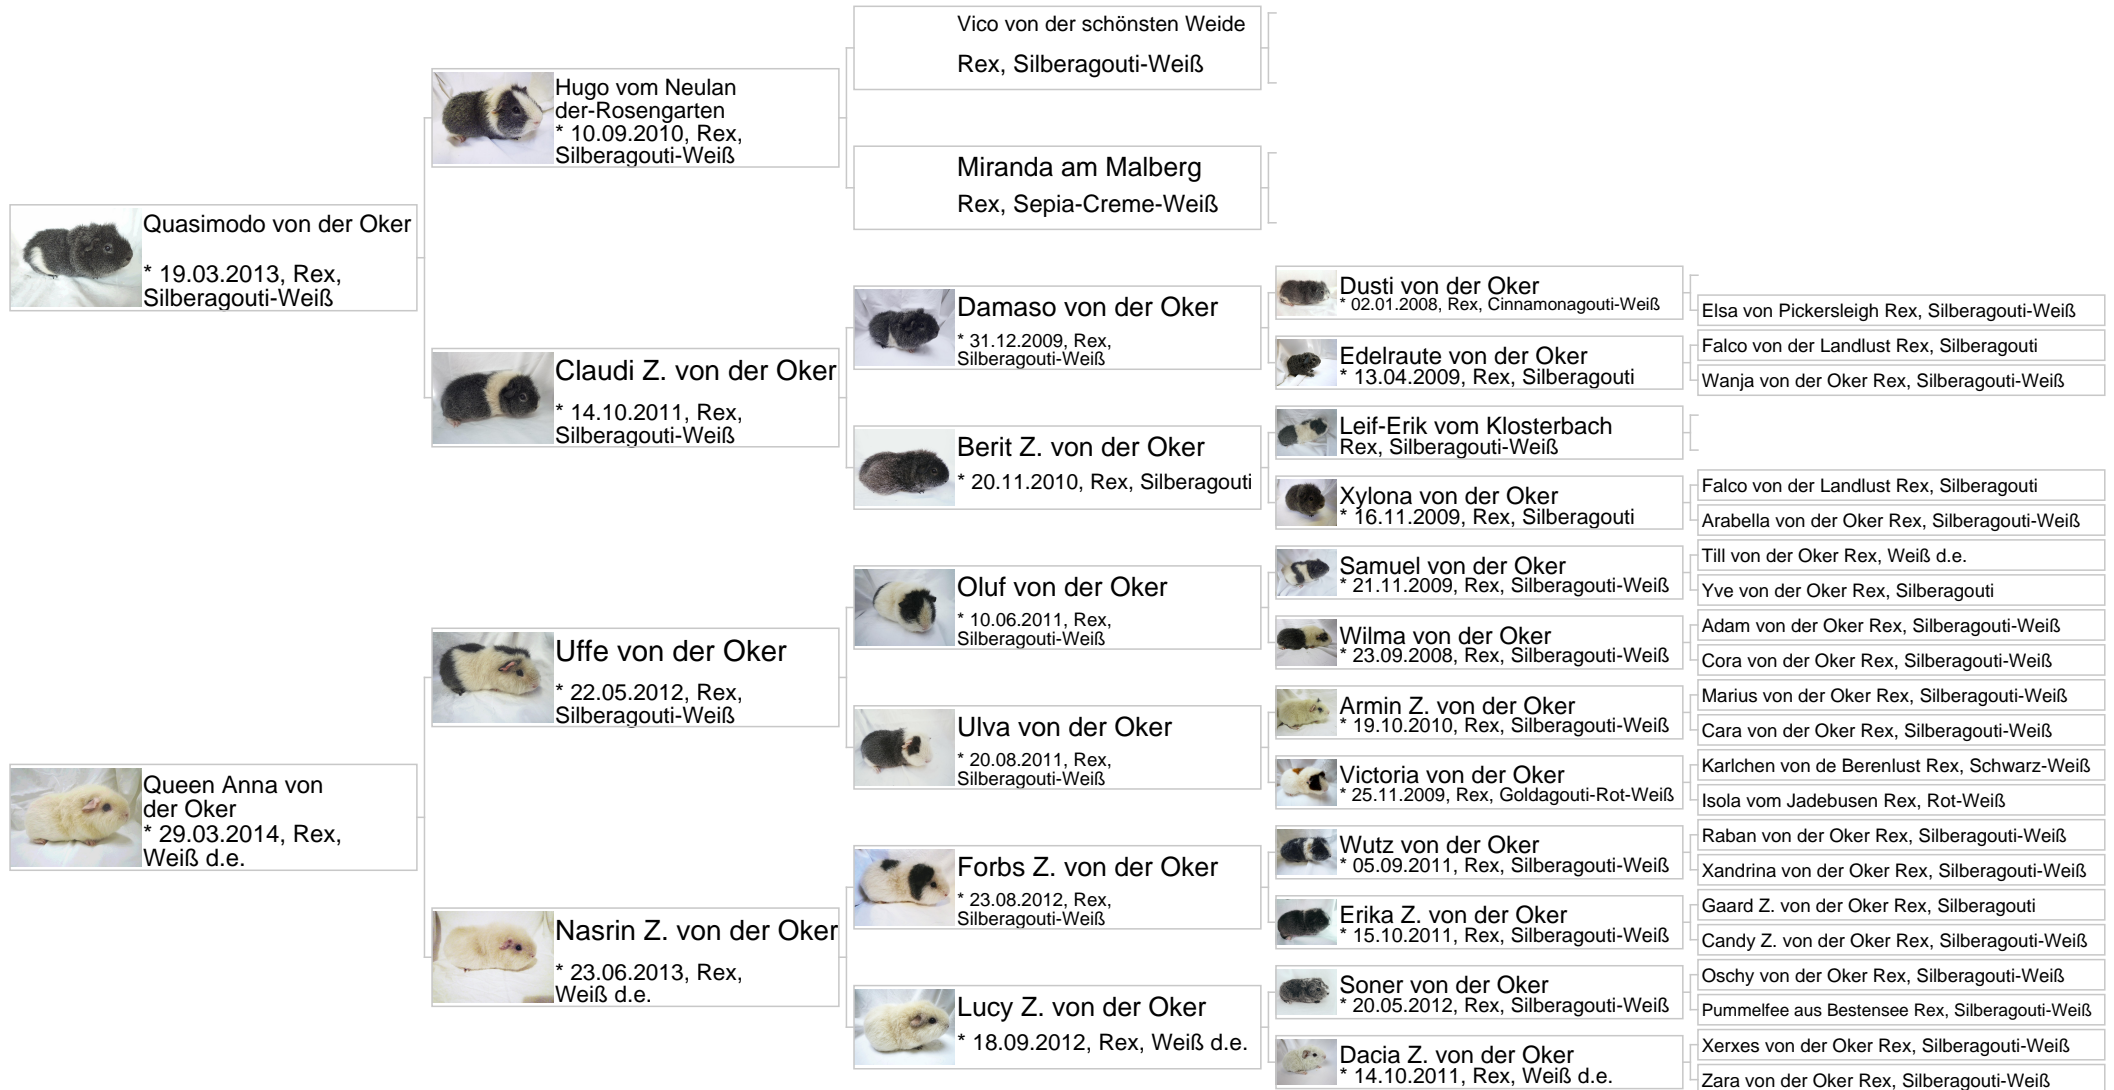 Quasimodo von der Oker
* 19.03.2013, Rex,
Silberagouti-Weiß
Queen Anna von
der Oker
* 29.03.2014, Rex,
Weiß d.e.
Hugo vom Neulan
der-Rosengarten
* 10.09.2010, Rex,
Silberagouti-Weiß
Claudi Z. von der Oker
* 14.10.2011, Rex,
Silberagouti-Weiß
Uffe von der Oker
* 22.05.2012, Rex,
Silberagouti-Weiß
Nasrin Z. von der Oker
* 23.06.2013, Rex,
Weiß d.e.
Vico von der schönsten Weide
Rex, Silberagouti-Weiß
Miranda am Malberg
Rex, Sepia-Creme-Weiß
Damaso von der Oker
* 31.12.2009, Rex,
Silberagouti-Weiß
Berit Z. von der Oker
* 20.11.2010, Rex, Silberagouti
Oluf von der Oker
* 10.06.2011, Rex,
Silberagouti-Weiß
Ulva von der Oker
* 20.08.2011, Rex,
Silberagouti-Weiß
Forbs Z. von der Oker
* 23.08.2012, Rex,
Silberagouti-Weiß
Lucy Z. von der Oker
* 18.09.2012, Rex, Weiß d.e.
Dusti von der Oker
* 02.01.2008, Rex, Cinnamonagouti-Weiß
Edelraute von der Oker
* 13.04.2009, Rex, Silberagouti
Leif-Erik vom Klosterbach
Rex, Silberagouti-Weiß
Xylona von der Oker
* 16.11.2009, Rex, Silberagouti
Samuel von der Oker
* 21.11.2009, Rex, Silberagouti-Weiß
Wilma von der Oker
* 23.09.2008, Rex, Silberagouti-Weiß
Armin Z. von der Oker
* 19.10.2010, Rex, Silberagouti-Weiß
Victoria von der Oker
* 25.11.2009, Rex, Goldagouti-Rot-Weiß
Wutz von der Oker
* 05.09.2011, Rex, Silberagouti-Weiß
Erika Z. von der Oker
* 15.10.2011, Rex, Silberagouti-Weiß
Soner von der Oker
* 20.05.2012, Rex, Silberagouti-Weiß
Dacia Z. von der Oker
* 14.10.2011, Rex, Weiß d.e.
Elsa von Pickersleigh Rex, Silberagouti-Weiß
Falco von der Landlust Rex, Silberagouti
Wanja von der Oker Rex, Silberagouti-Weiß
Falco von der Landlust Rex, Silberagouti
Arabella von der Oker Rex, Silberagouti-Weiß
Till von der Oker Rex, Weiß d.e.
Yve von der Oker Rex, Silberagouti
Adam von der Oker Rex, Silberagouti-Weiß
Cora von der Oker Rex, Silberagouti-Weiß
Marius von der Oker Rex, Silberagouti-Weiß
Cara von der Oker Rex, Silberagouti-Weiß
Karlchen von de Berenlust Rex, Schwarz-Weiß
Isola vom Jadebusen Rex, Rot-Weiß
Raban von der Oker Rex, Silberagouti-Weiß
Xandrina von der Oker Rex, Silberagouti-Weiß
Gaard Z. von der Oker Rex, Silberagouti
Candy Z. von der Oker Rex, Silberagouti-Weiß
Oschy von der Oker Rex, Silberagouti-Weiß
Pummelfee aus Bestensee Rex, Silberagouti-Weiß
Xerxes von der Oker Rex, Silberagouti-Weiß
Zara von der Oker Rex, Silberagouti-Weiß